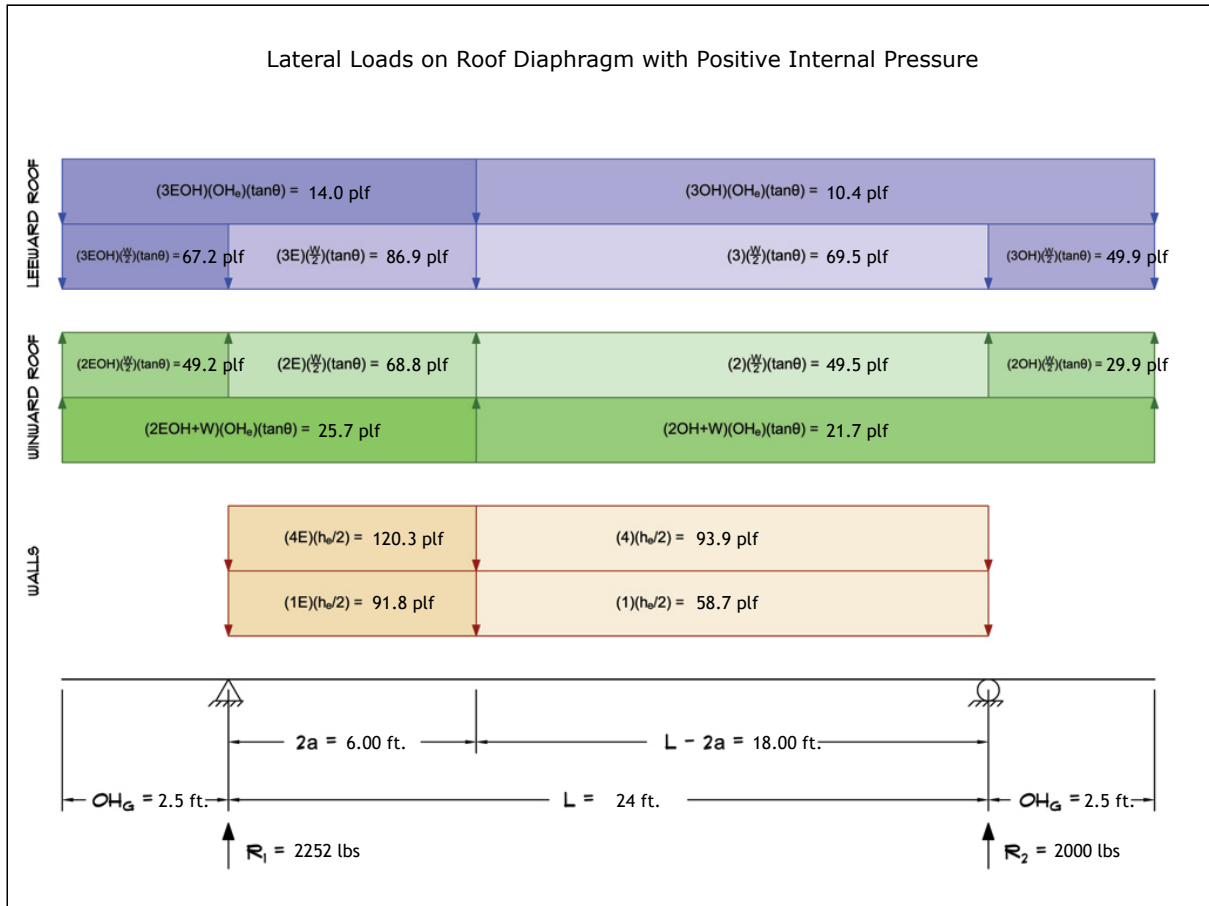 Lateral Loads on Roof Diaphragm with Positive Internal Pressure
LEEWARD ROOF
(3EOH)(OHₑ)(tanθ) = 14.0 plf
(3OH)(OHₑ)(tanθ) = 10.4 plf
(3EOH)(W/2)(tanθ) = 67.2 plf
(3E)(W/2)(tanθ) = 86.9 plf
(3)(W/2)(tanθ) = 69.5 plf
(3OH)(W/2)(tanθ) = 49.9 plf
WINWARD ROOF
(2EOH)(W/2)(tanθ) = 49.2 plf
(2E)(W/2)(tanθ) = 68.8 plf
(2)(W/2)(tanθ) = 49.5 plf
(2OH)(W/2)(tanθ) = 29.9 plf
(2EOH+W)(OHₑ)(tanθ) = 25.7 plf
(2OH+W)(OHₑ)(tanθ) = 21.7 plf
WALLS
(4E)(hₑ/2) = 120.3 plf
(4)(hₑ/2) = 93.9 plf
(1E)(hₑ/2) = 91.8 plf
(1)(hₑ/2) = 58.7 plf
2a = 6.00 ft.
L - 2a = 18.00 ft.
OH_G = 2.5 ft.
L = 24 ft.
OH_G = 2.5 ft.
R₁ = 2252 lbs
R₂ = 2000 lbs